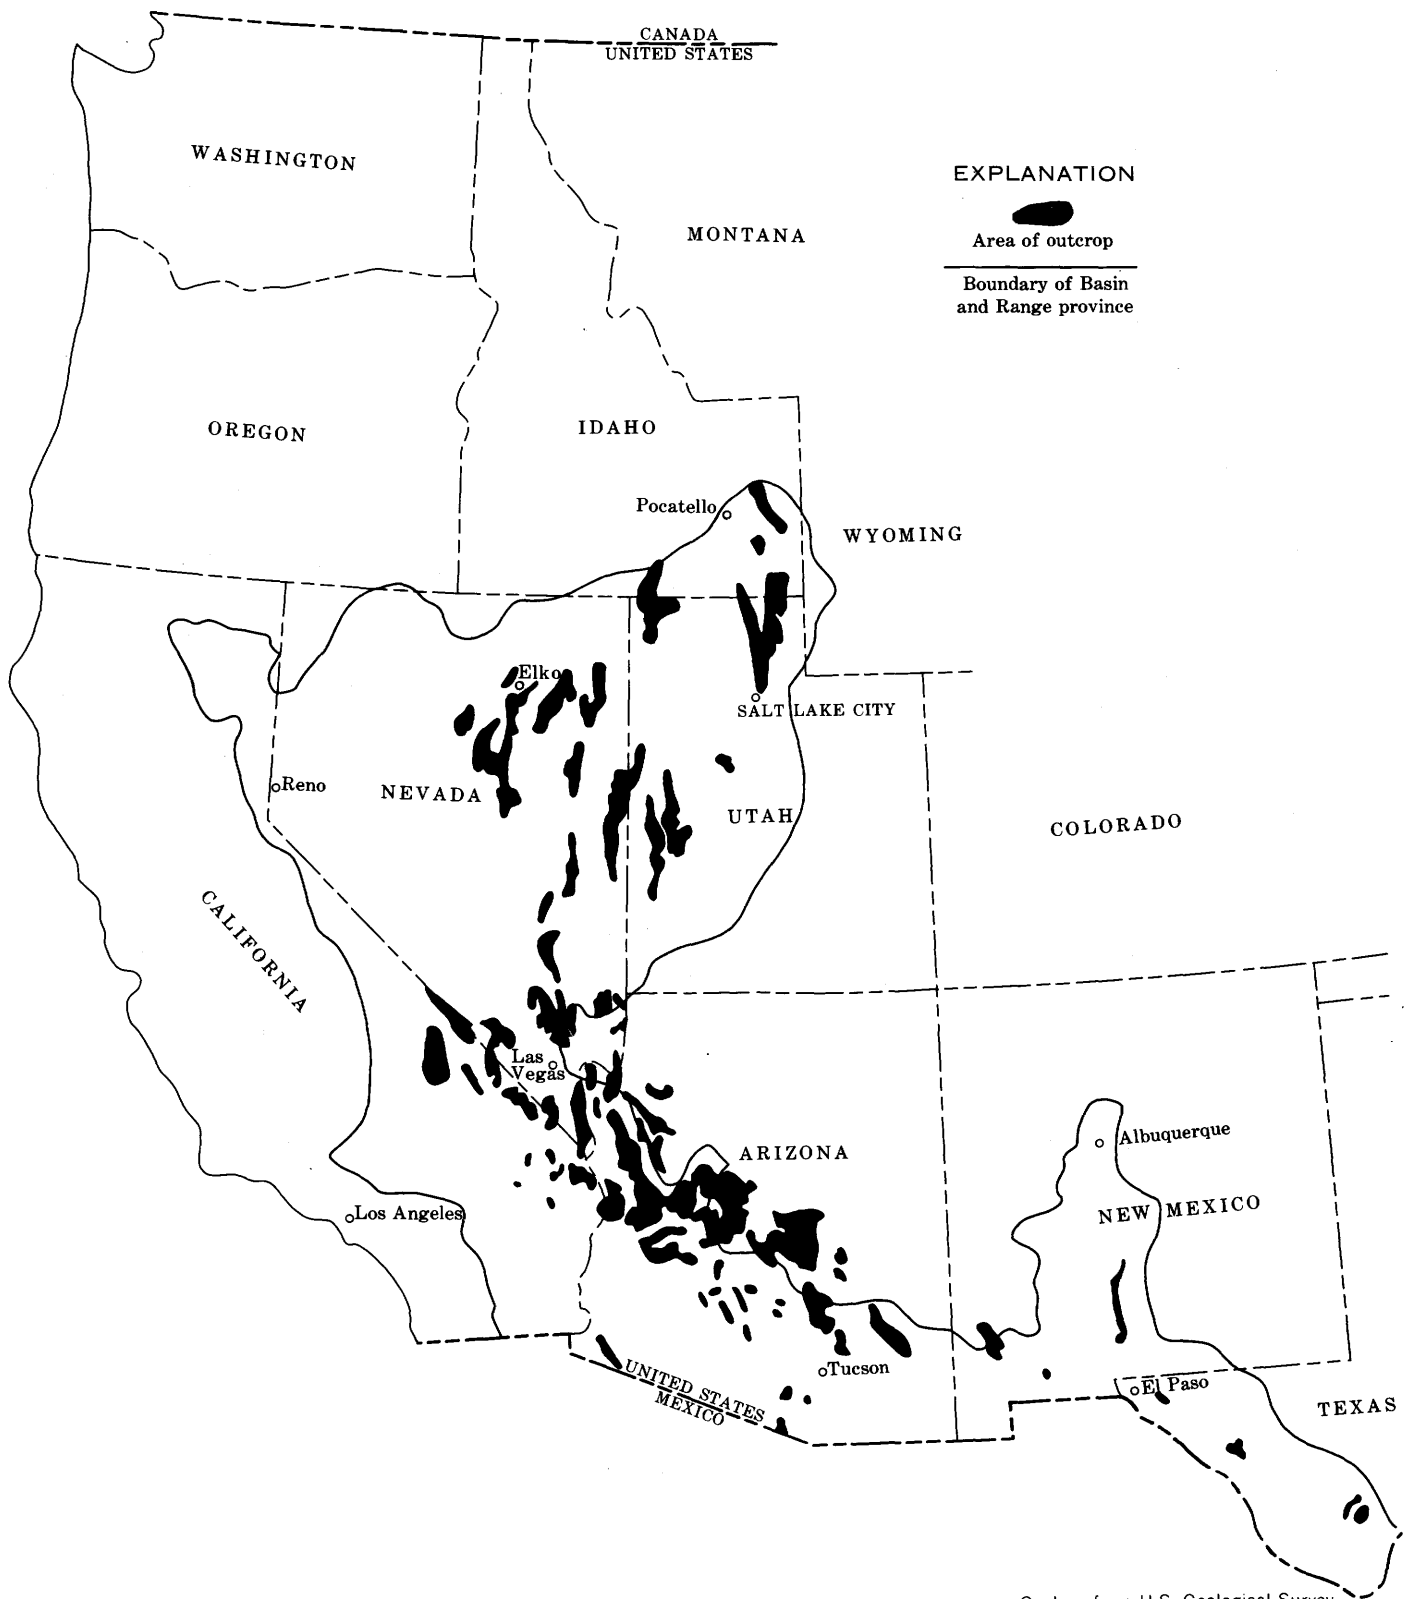 CANADA
UNITED STATES
WASHINGTON
MONTANA
EXPLANATION
Area of outcrop
Boundary of Basin
and Range province
OREGON
IDAHO
Pocatello
WYOMING
Elko
SALT LAKE CITY
Reno
NEVADA
UTAH
COLORADO
CALIFORNIA
Las
Vegas
ARIZONA
Albuquerque
NEW MEXICO
Los Angeles
Tucson
UNITED STATES
MEXICO
El Paso
TEXAS
U.S. Geological Survey